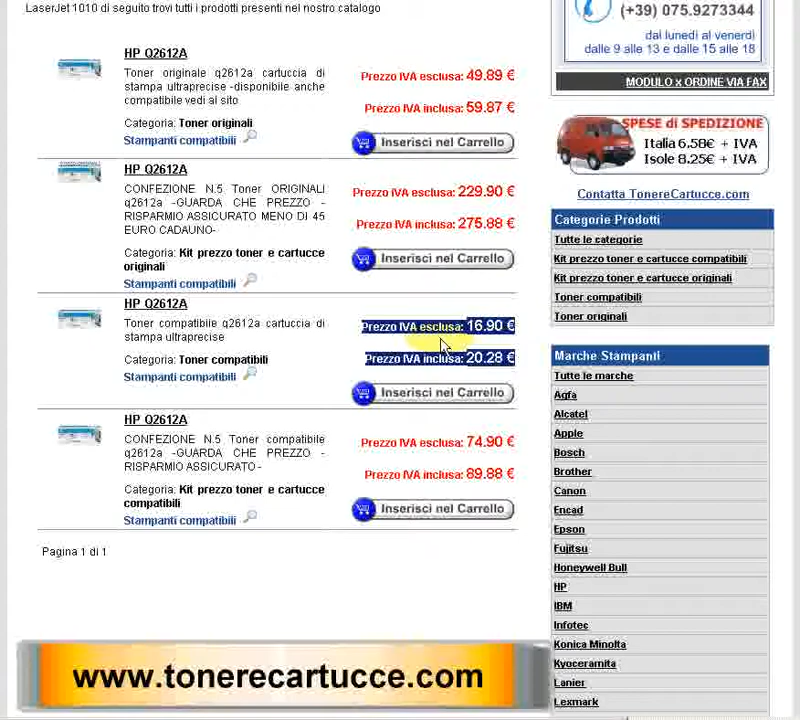 LaserJet 1010 di seguito trovi tutti i prodotti presenti nel nostro catalogo
HP Q2612A
Toner originale q2612a cartuccia di
stampa ultraprecise -disponibile anche
compatibile vedi al sito
Categoria: Toner originali
Stampanti compatibili
Prezzo IVA esclusa: 49.89 €
Prezzo IVA inclusa: 59.87 €
Inserisci nel Carrello
HP Q2612A
CONFEZIONE N.5 Toner ORIGINALI
q2612a -GUARDA CHE PREZZO -
RISPARMIO ASSICURATO MENO DI 45
EURO CADAUNO-
Categoria: Kit prezzo toner e cartucce
originali
Stampanti compatibili
Prezzo IVA esclusa: 229.90 €
Prezzo IVA inclusa: 275.88 €
Inserisci nel Carrello
HP Q2612A
Toner compatibile q2612a cartuccia di
stampa ultraprecise
Categoria: Toner compatibili
Stampanti compatibili
Prezzo IVA esclusa: 16.90 €
Prezzo IVA inclusa: 20.28 €
Inserisci nel Carrello
HP Q2612A
CONFEZIONE N.5 Toner compatibile
q2612a -GUARDA CHE PREZZO -
RISPARMIO ASSICURATO -
Categoria: Kit prezzo toner e cartucce
compatibili
Stampanti compatibili
Prezzo IVA esclusa: 74.90 €
Prezzo IVA inclusa: 89.88 €
Inserisci nel Carrello
Pagina 1 di 1
(+39) 075.9273344
dal lunedì al venerdì
dalle 9 alle 13 e dalle 15 alle 18
MODULO x ORDINE VIA FAX
SPESE di SPEDIZIONE
Italia 6.58€ + IVA
Isole 8.25€ + IVA
Contatta TonereCartucce.com
Categorie Prodotti
Tutte le categorie
Kit prezzo toner e cartucce compatibili
Kit prezzo toner e cartucce originali
Toner compatibili
Toner originali
Marche Stampanti
Tutte le marche
Agfa
Alcatel
Apple
Bosch
Brother
Canon
Encad
Epson
Fujitsu
Honeywell Bull
HP
IBM
Infotec
Konica Minolta
Kyoceramita
Lanier
Lexmark
www.tonerecartucce.com